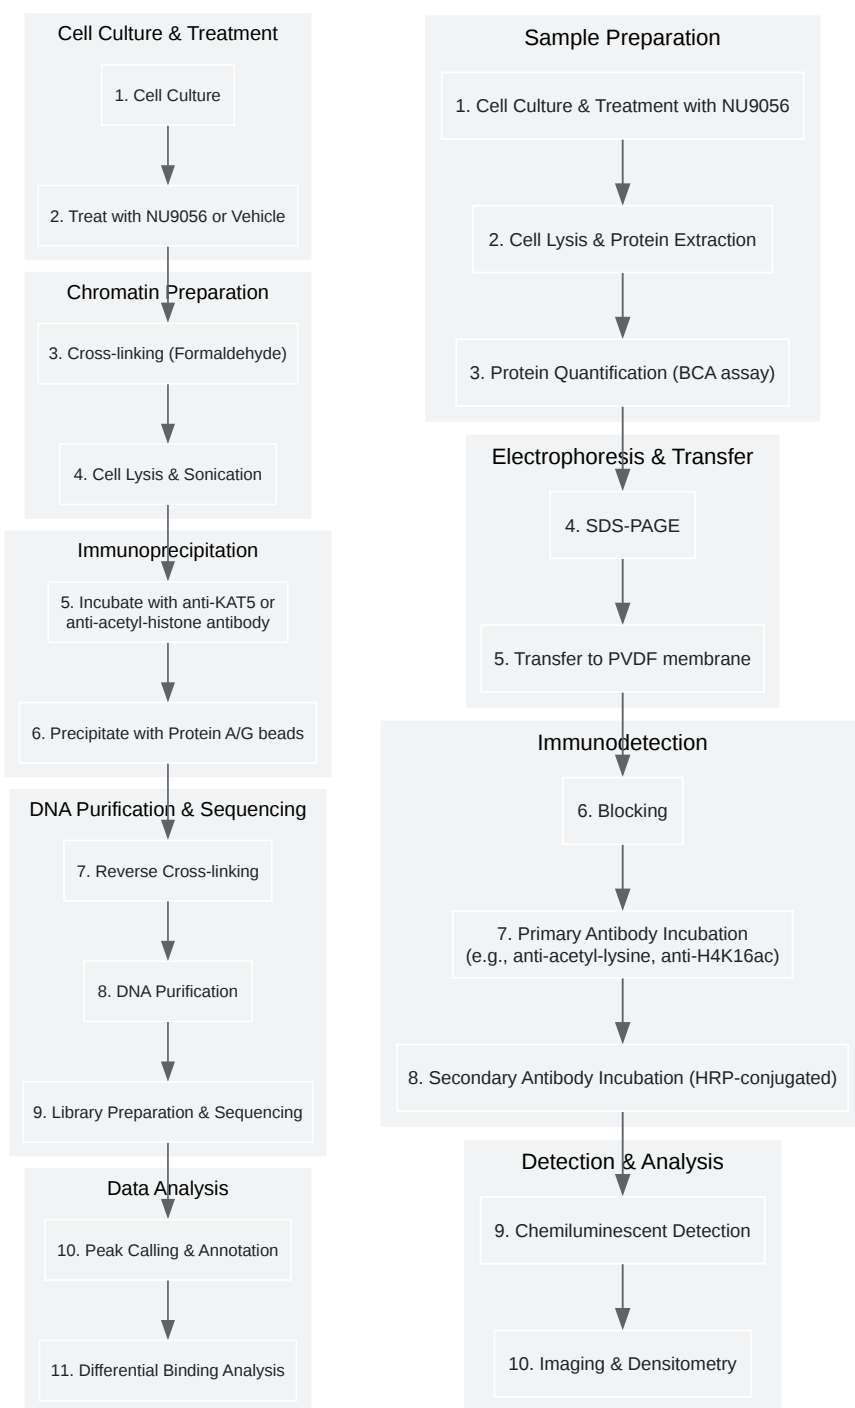 Cell Culture & Treatment
1. Cell Culture
2. Treat with NU9056 or Vehicle
Chromatin Preparation
3. Cross-linking (Formaldehyde)
4. Cell Lysis & Sonication
Immunoprecipitation
5. Incubate with anti-KAT5 or
anti-acetyl-histone antibody
6. Precipitate with Protein A/G beads
DNA Purification & Sequencing
7. Reverse Cross-linking
8. DNA Purification
9. Library Preparation & Sequencing
Data Analysis
10. Peak Calling & Annotation
11. Differential Binding Analysis
Sample Preparation
1. Cell Culture & Treatment with NU9056
2. Cell Lysis & Protein Extraction
3. Protein Quantification (BCA assay)
Electrophoresis & Transfer
4. SDS-PAGE
5. Transfer to PVDF membrane
Immunodetection
6. Blocking
7. Primary Antibody Incubation
(e.g., anti-acetyl-lysine, anti-H4K16ac)
8. Secondary Antibody Incubation (HRP-conjugated)
Detection & Analysis
9. Chemiluminescent Detection
10. Imaging & Densitometry